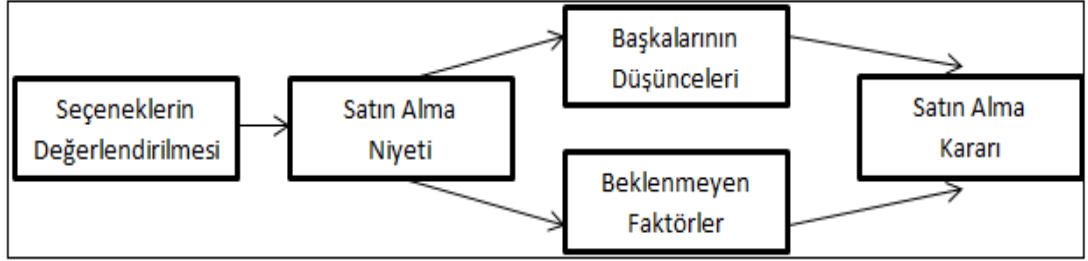 Seçeneklerin
Değerlendirilmesi
Satın Alma
Niyeti
Başkalarının
Düşünceleri
Beklenmeyen
Faktörler
Satın Alma
Kararı